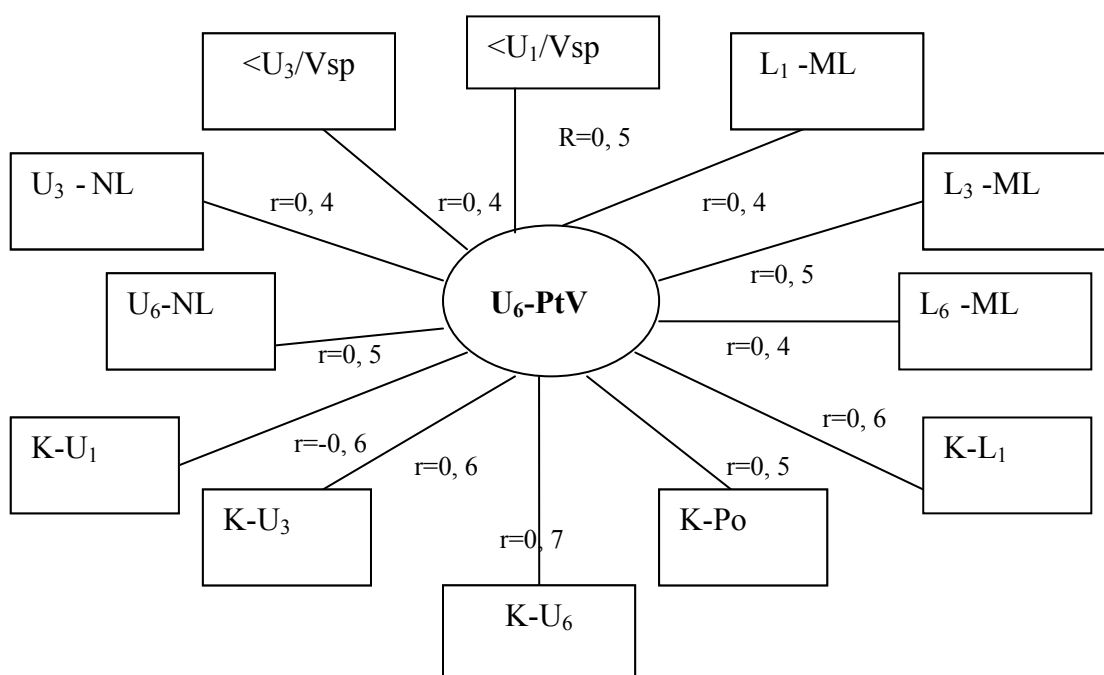 <U₁/Vsp
<U₃/Vsp
L₁ -ML
R=0, 5
U₃ - NL
L₃ -ML
r=0, 4
r=0, 4
r=0, 4
r=0, 5
U₆-PtV
U₆-NL
L₆ -ML
r=0, 5
r=0, 4
K-U₁
r=0, 6
K-L₁
r=-0, 6
r=0, 6
r=0, 5
K-U₃
K-Po
r=0, 7
K-U₆